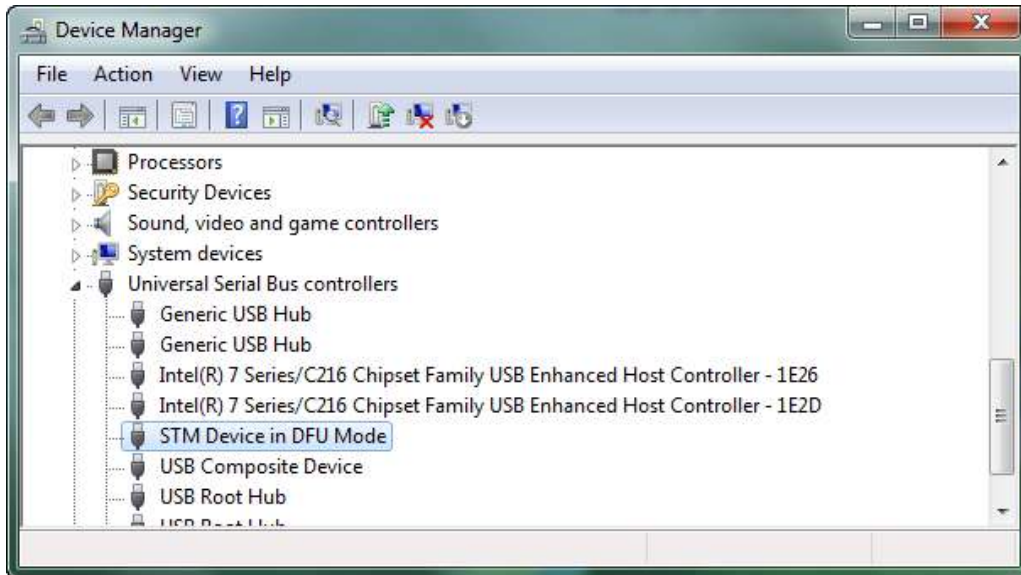 Device Manager
File Action View Help
Processors
Security Devices
Sound, video and game controllers
System devices
Universal Serial Bus controllers
Generic USB Hub
Generic USB Hub
Intel(R) 7 Series/C216 Chipset Family USB Enhanced Host Controller - 1E26
Intel(R) 7 Series/C216 Chipset Family USB Enhanced Host Controller - 1E2D
STM Device in DFU Mode
USB Composite Device
USB Root Hub
USB Root Hub